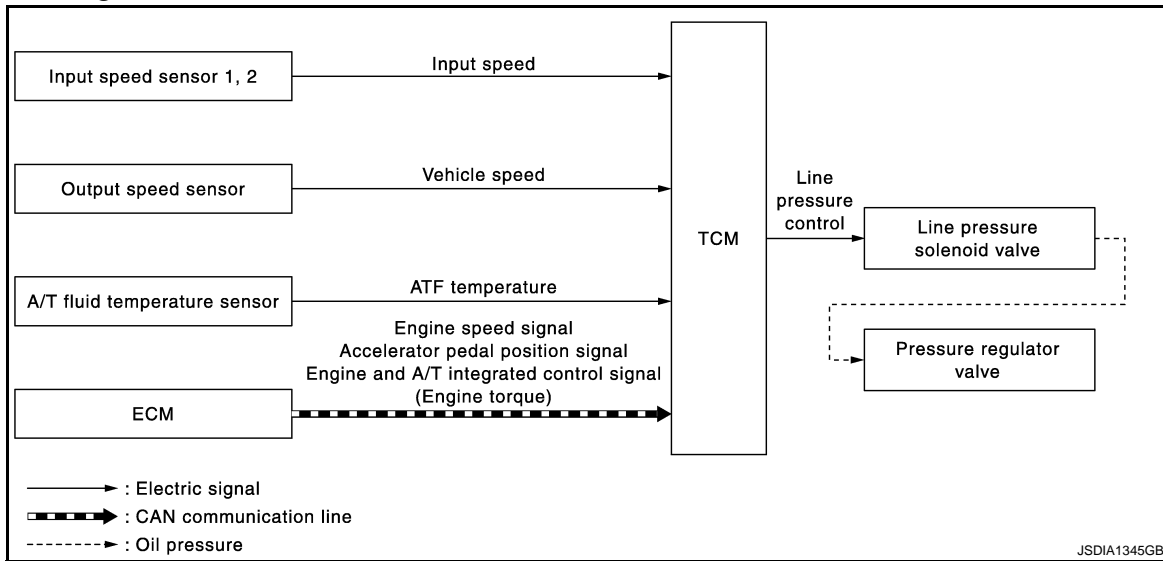 Input speed sensor 1, 2
Input speed
Output speed sensor
Vehicle speed
A/T fluid temperature sensor
ATF temperature
Engine speed signal
Accelerator pedal position signal
Engine and A/T integrated control signal
(Engine torque)
ECM
TCM
Line
pressure
control
Line pressure
solenoid valve
Pressure regulator
valve
: Electric signal
: CAN communication line
: Oil pressure
JSDIA1345GB